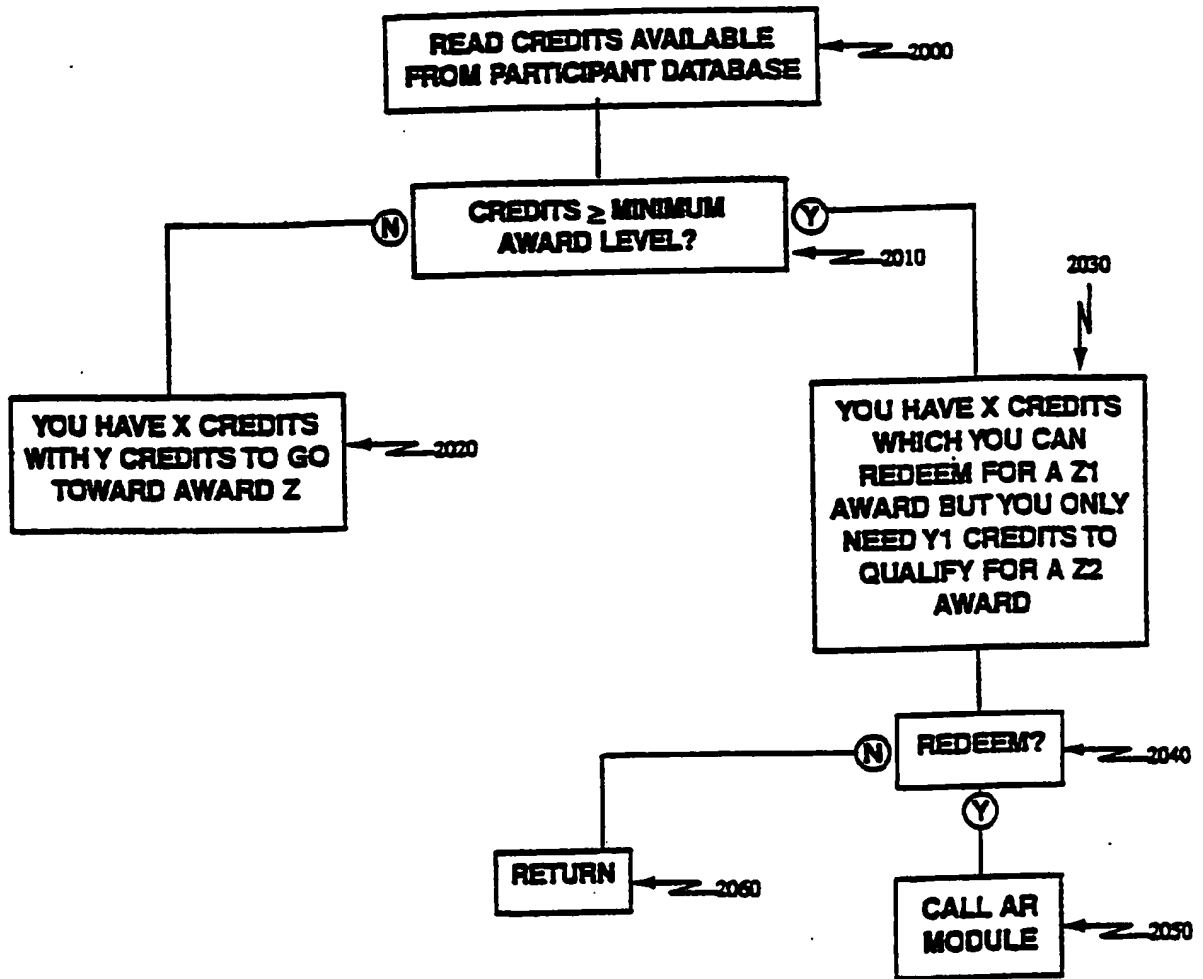 READ CREDITS AVAILABLE
FROM PARTICIPANT DATABASE
2000
CREDITS ≥ MINIMUM
AWARD LEVEL?
N
Y
2010
2030
YOU HAVE X CREDITS
WITH Y CREDITS TO GO
TOWARD AWARD Z
2020
YOU HAVE X CREDITS
WHICH YOU CAN
REDEEM FOR A Z1
AWARD BUT YOU ONLY
NEED Y1 CREDITS TO
QUALIFY FOR A Z2
AWARD
REDEEM?
N
2040
Y
RETURN
2060
CALL AR
MODULE
2050